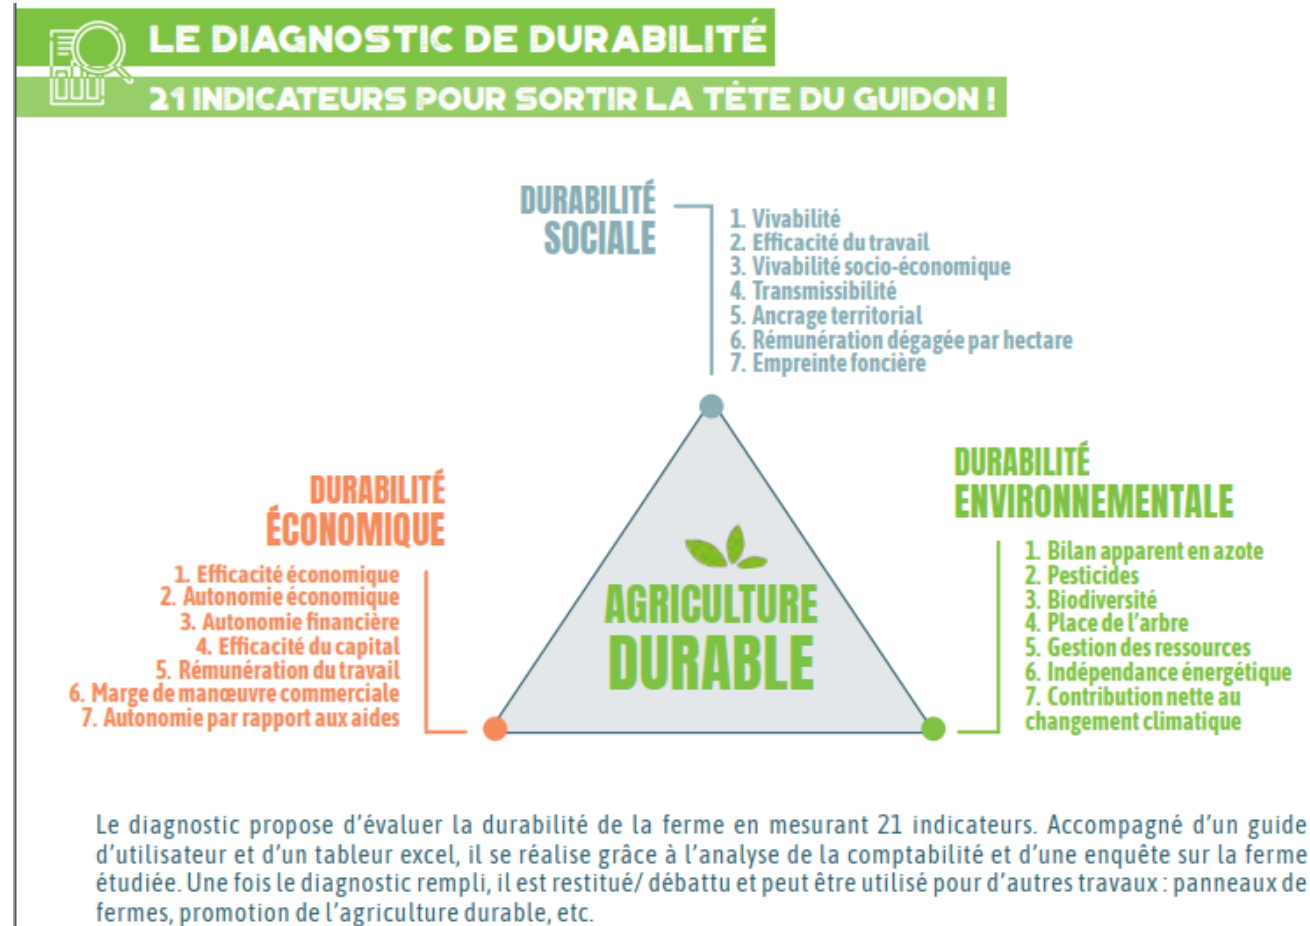 LE DIAGNOSTIC DE DURABILITÉ
21 INDICATEURS POUR SORTIR LA TÊTE DU GUIDON !
DURABILITÉ
SOCIALE
1. Vivabilité
2. Efficacité du travail
3. Vivabilité socio-économique
4. Transmissibilité
5. Ancrage territorial
6. Rémunération dégagée par hectare
7. Empreinte foncière
DURABILITÉ
ÉCONOMIQUE
1. Efficacité économique
2. Autonomie économique
3. Autonomie financière
4. Efficacité du capital
5. Rémunération du travail
6. Marge de manœuvre commerciale
7. Autonomie par rapport aux aides
AGRICULTURE
DURABLE
DURABILITÉ
ENVIRONNEMENTALE
1. Bilan apparent en azote
2. Pesticides
3. Biodiversité
4. Place de l'arbre
5. Gestion des ressources
6. Indépendance énergétique
7. Contribution nette au
changement climatique
Le diagnostic propose d'évaluer la durabilité de la ferme en mesurant 21 indicateurs. Accompagné d'un guide
d'utilisateur et d'un tableur excel, il se réalise grâce à l'analyse de la comptabilité et d'une enquête sur la ferme
étudiée. Une fois le diagnostic rempli, il est restitué/ débattu et peut être utilisé pour d'autres travaux : panneaux de
fermes, promotion de l'agriculture durable, etc.